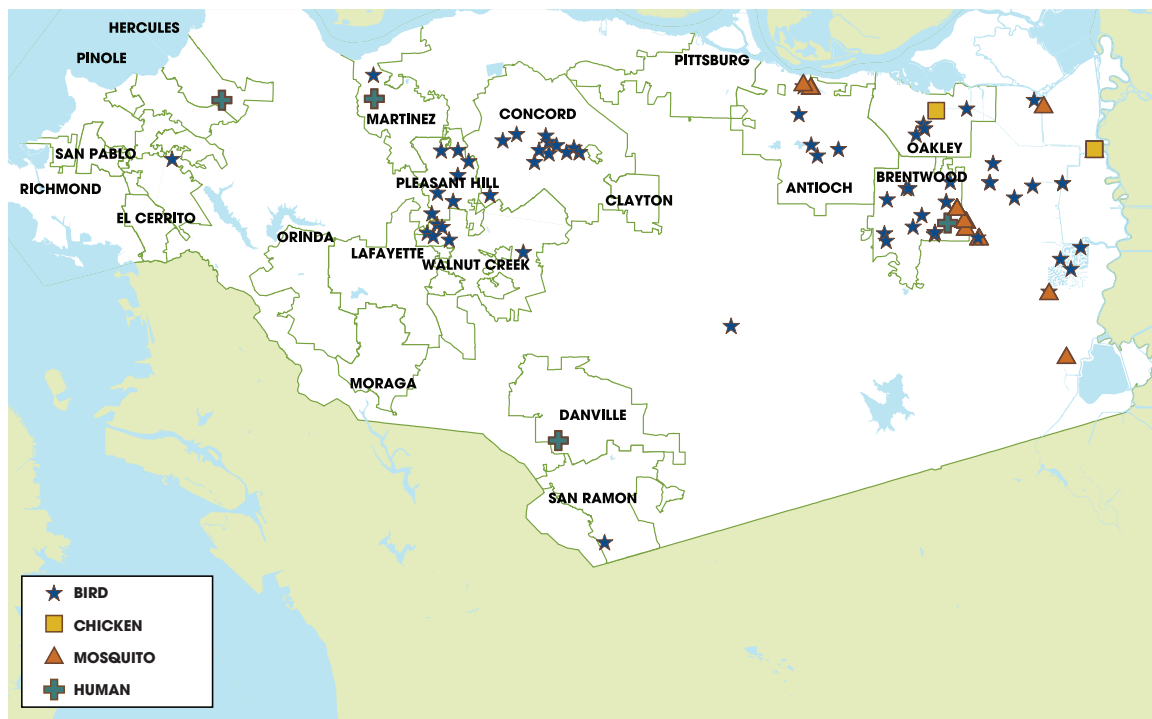 HERCULES
PINOLE
PITTSBURG
CONCORD
MARTINEZ
SAN PABLO
OAKLEY
RICHMOND
PLEASANT HILL
BRENTWOOD
ANTIOCH
CLAYTON
EL CERRITO
ORINDA
LAFAYETTE
WALNUT CREEK
MORAGA
DANVILLE
SAN RAMON
BIRD
CHICKEN
MOSQUITO
HUMAN